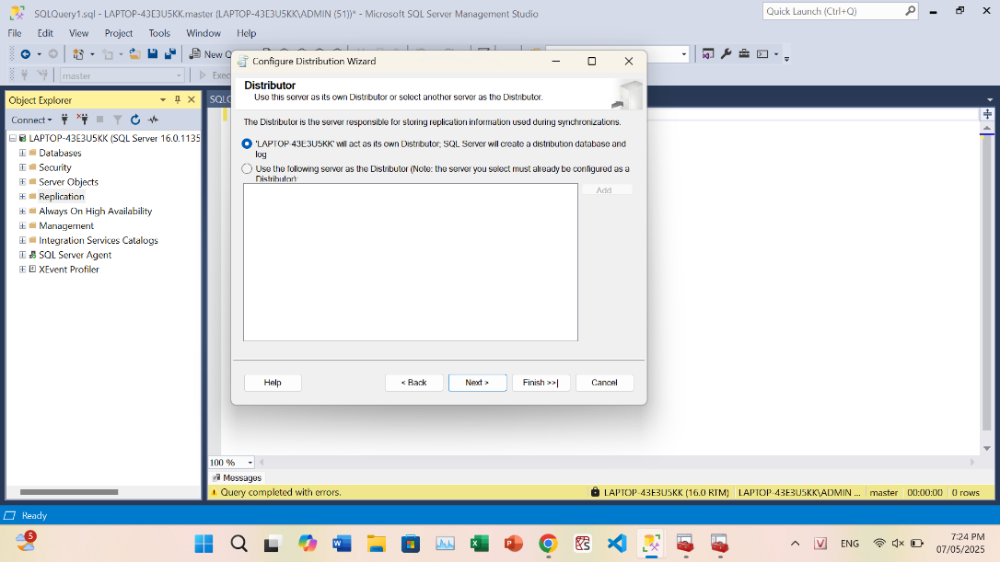 SQLQuery1.sql - LAPTOP-43E3U5KK.master (LAPTOP-43E3U5KK\ADMIN (51))* - Microsoft SQL Server Management Studio
Quick Launch (Ctrl+Q)
File Edit View Project Tools Window Help
New Q
master
Exec
Object Explorer
Connect
LAPTOP-43E3U5KK (SQL Server 16.0.1135
Databases
Security
Server Objects
Replication
Always On High Availability
Management
Integration Services Catalogs
SQL Server Agent
XEvent Profiler
SQLQ
Configure Distribution Wizard
Distributor
Use this server as its own Distributor or select another server as the Distributor.
The Distributor is the server responsible for storing replication information used during synchronizations.
'LAPTOP-43E3U5KK' will act as its own Distributor; SQL Server will create a distribution database and
log
Use the following server as the Distributor (Note: the server you select must already be configured as a
Distributor):
Add
Help
< Back
Next >
Finish >>|
Cancel
100 %
Messages
Query completed with errors.
LAPTOP-43E3U5KK (16.0 RTM)
LAPTOP-43E3U5KK\ADMIN ...
master
00:00:00
0 rows
Ready
5
ENG
7:24 PM
07/05/2025